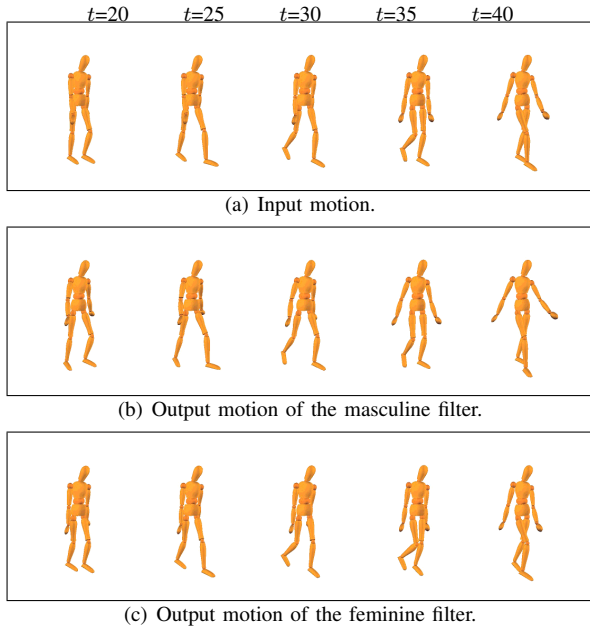 t=20 t=25 t=30 t=35 t=40
(a) Input motion.
(b) Output motion of the masculine filter.
(c) Output motion of the feminine filter.